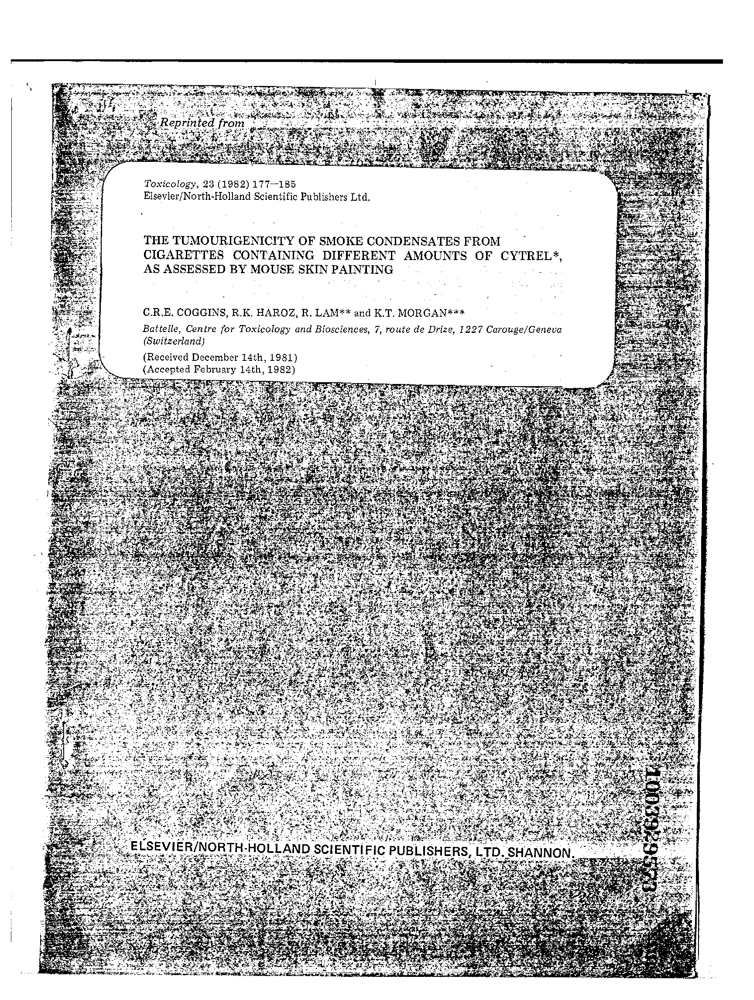 Reprinted from
Toxicology, 23 (1982) 177—185
Elsevier/North-Holland Scientific Publishers Ltd.
THE TUMOURIGENICITY OF SMOKE CONDENSATES FROM
CIGARETTES CONTAINING DIFFERENT AMOUNTS OF CYTREL*,
AS ASSESSED BY MOUSE SKIN PAINTING
C.R.E. COGGINS, R.K. HAROZ, R. LAM** and K.T. MORGAN***
Battelle, Centre for Toxicology and Biosciences, 7, route de Drize, 1227 Carouge/Geneva
(Switzerland)
(Received December 14th, 1981)
(Accepted February 14th, 1982)
ELSEVIER/NORTH-HOLLAND SCIENTIFIC PUBLISHERS, LTD. SHANNON.
1003929573